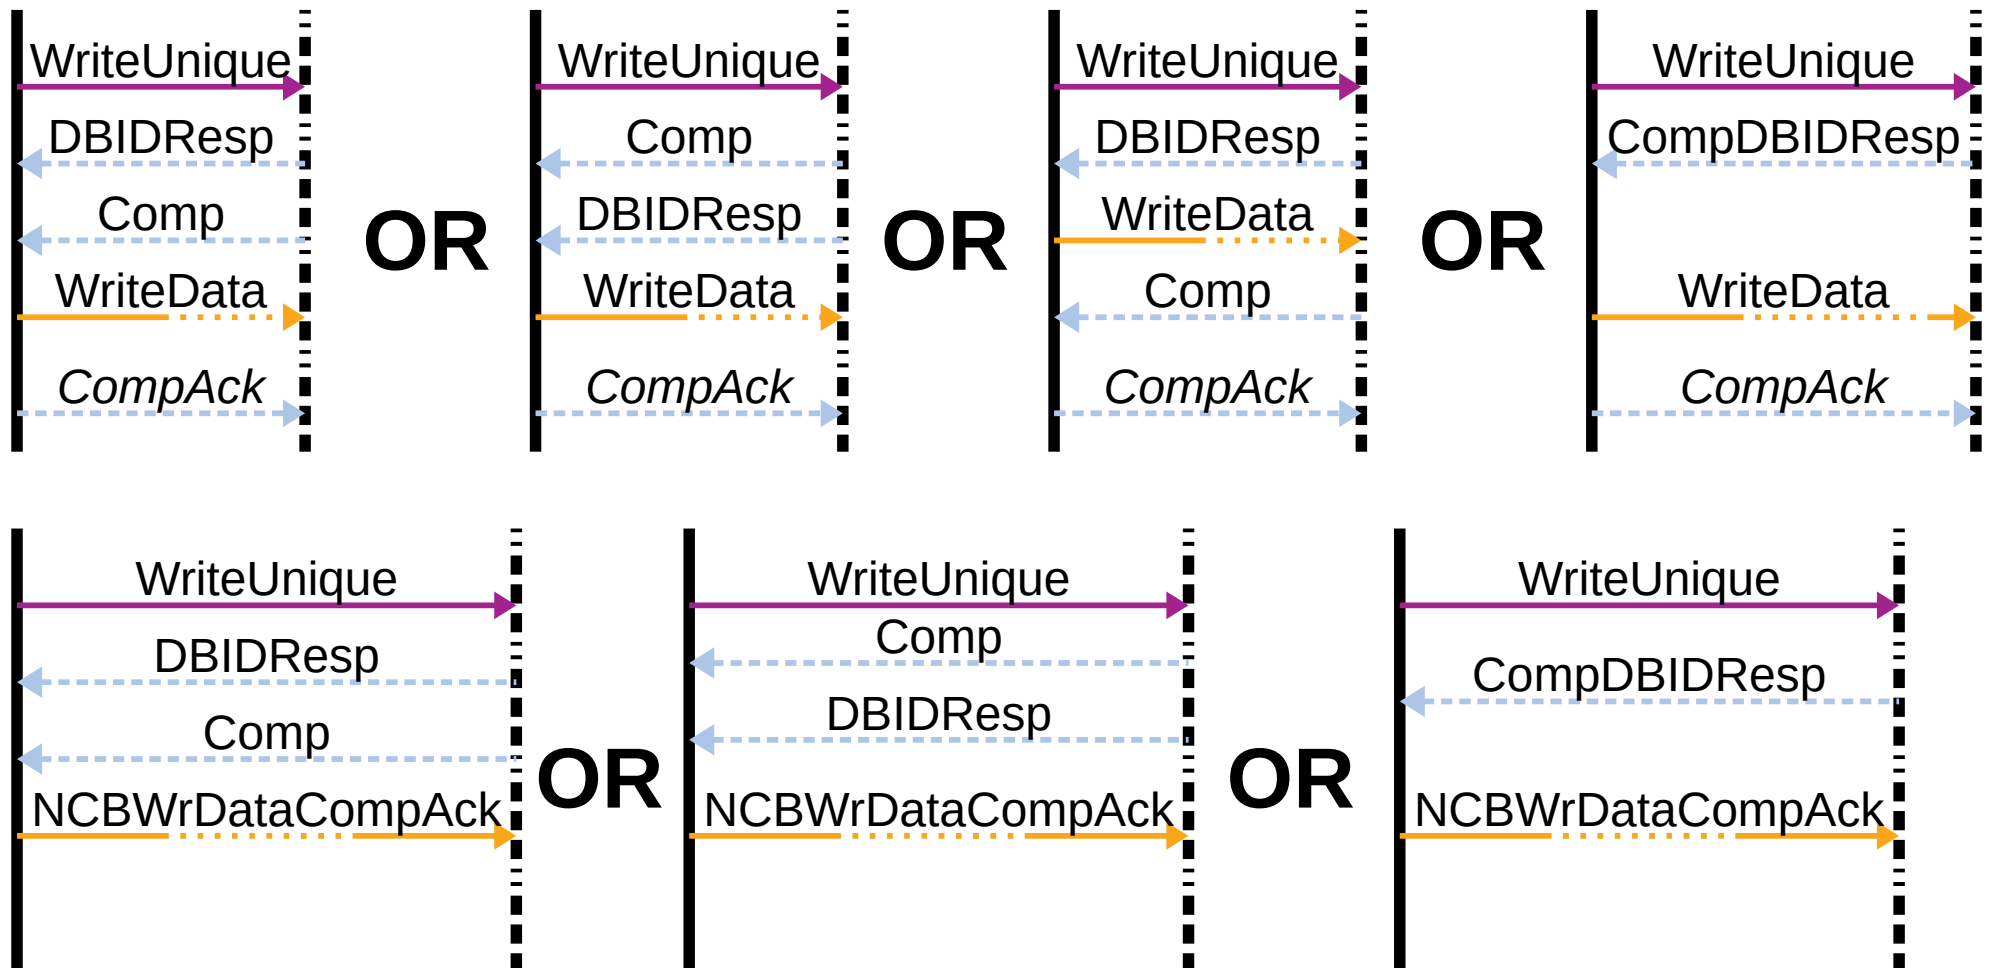 WriteUnique
DBIDResp
Comp
WriteData
CompAck
OR
WriteUnique
Comp
DBIDResp
WriteData
CompAck
OR
WriteUnique
DBIDResp
WriteData
Comp
CompAck
OR
WriteUnique
CompDBIDResp
WriteData
CompAck
WriteUnique
DBIDResp
Comp
NCBWrDataCompAck
OR
WriteUnique
Comp
DBIDResp
NCBWrDataCompAck
OR
WriteUnique
CompDBIDResp
NCBWrDataCompAck